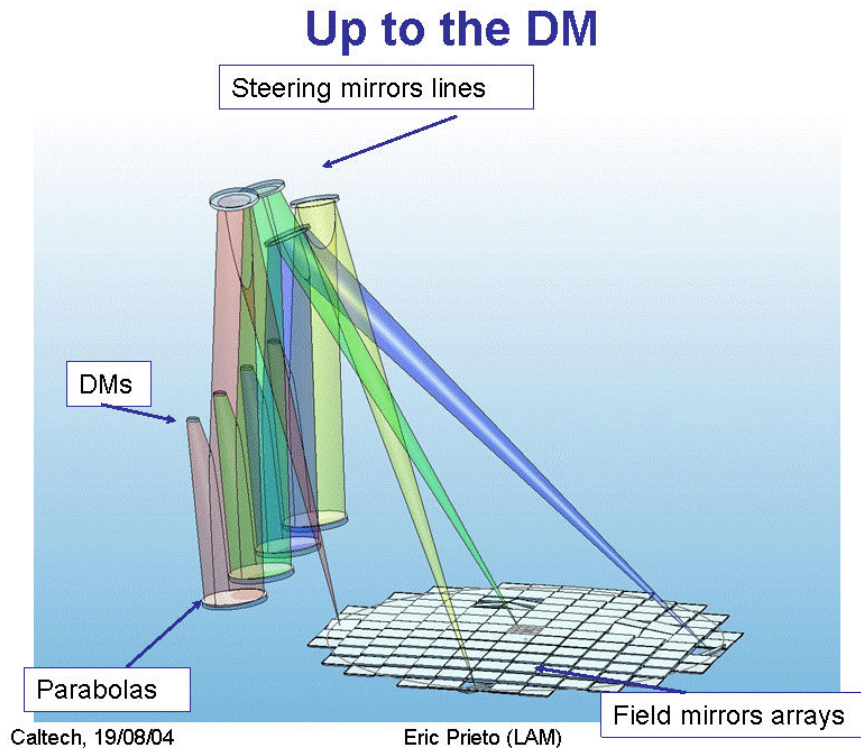 Up to the DM
Steering mirrors lines
DMs
Parabolas
Field mirrors arrays
Caltech, 19/08/04
Eric Prieto (LAM)